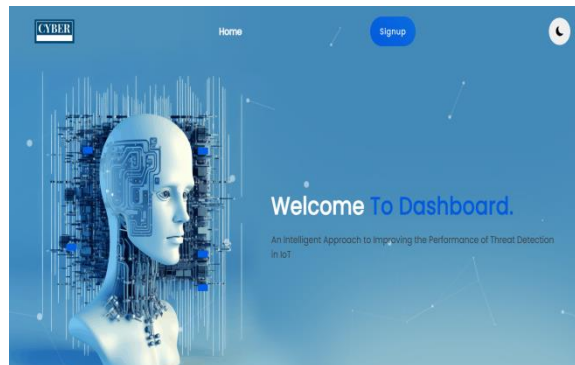 CYBER
Home
Signup
Welcome To Dashboard.
An Intelligent Approach to Improving the Performance of Threat Detection
in IoT